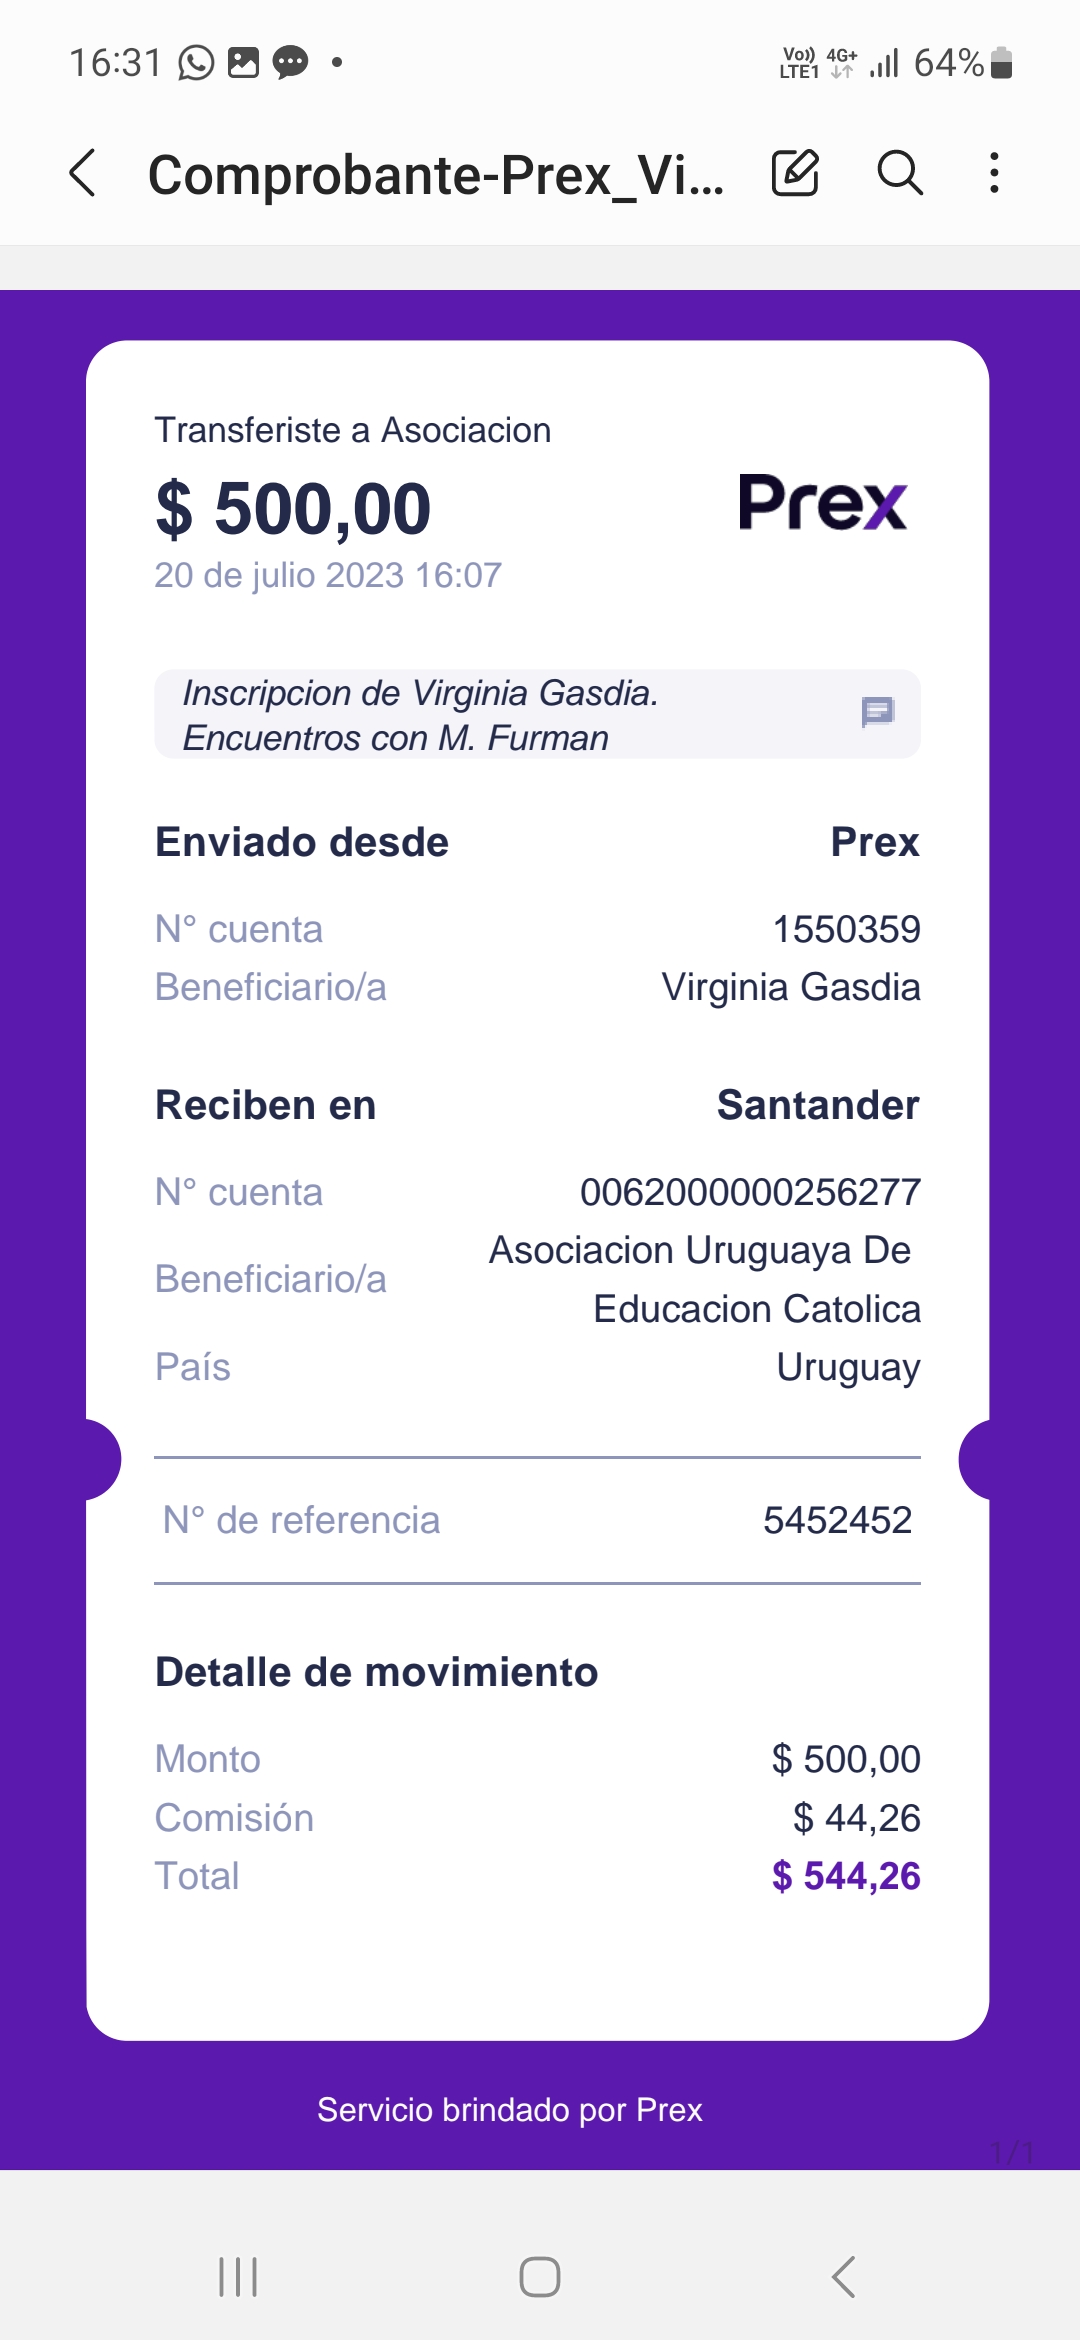 16:31
Vo)) 4G+
LTE1
64%
Comprobante-Prex_Vi...
Transferiste a Asociacion
$ 500,00
Prex
20 de julio 2023 16:07
Inscripcion de Virginia Gasdia.
Encuentros con M. Furman
Enviado desde Prex
N° cuenta 1550359
Beneficiario/a Virginia Gasdia
Reciben en Santander
N° cuenta 0062000000256277
Beneficiario/a Asociacion Uruguaya De
Educacion Catolica
País Uruguay
N° de referencia 5452452
Detalle de movimiento
Monto $ 500,00
Comisión $ 44,26
Total $ 544,26
Servicio brindado por Prex
1/1